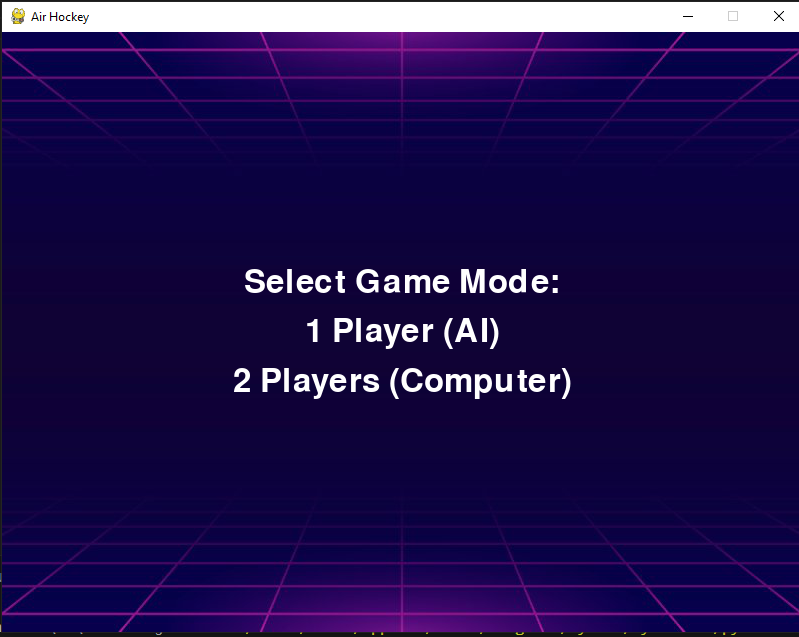 Air Hockey
Select Game Mode:
1 Player (AI)
2 Players (Computer)